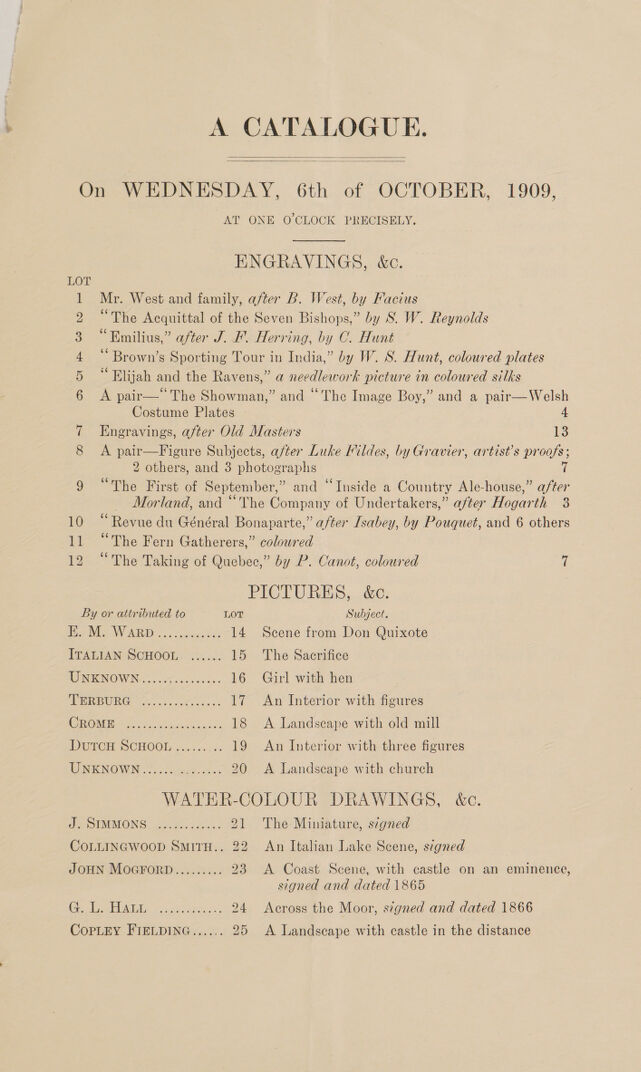 A CATALOGUE.
On WEDNESDAY, 6th of OCTOBER, 1909,
AT ONE O'CLOCK PRECISELY.
ENGRAVINGS, &c.
LOT
1 Mr. West and family, after B. West, by Facius
2 “The Acquittal of the Seven Bishops,” by S. W. Reynolds
3 “Emilius,” after J. F. Herring, by C. Hunt
4 “Brown's Sporting Tour in India,” by W. S. Hunt, coloured plates
5 “Elijah and the Ravens,” a needlework picture in coloured silks
6 A pair—“The Showman,” and “The Image Boy,” and a pair—Welsh
Costume Plates 4
7 Engravings, after Old Masters 13
8 A pair—Figure Subjects, after Luke Fildes, by Gravier, artist's proofs;
2 others, and 3 photographs 7
9 “The First of September,” and “Inside a Country Ale-house,” after
Morland, and “The Company of Undertakers,” after Hogarth 3
10 “Revue du Général Bonaparte,” after Isabey, by Pouquet, and 6 others
11 “The Fern Gatherers,” coloured
12 “The Taking of Quebec,” by P. Canot, coloured 7
PICTURES, &c.
By or attributed to LOT Subject.
E. M. WARD ............ 14 Scene from Don Quixote
ITALIAN SCHOOL ...... 15 The Sacrifice
UNKNOWN............... 16 Girl with hen
TERBURG ............... 17 An Interior with figures
CROME .................. 18 A Landscape with old mill
DUTCH SCHOOL...... .. 19 An Interior with three figures
UNKNOWN...... ........ 20 A Landscape with church
WATER-COLOUR DRAWINGS, &c.
J. SIMMONS ............ 21 The Miniature, signed
COLLINGWOOD SMITH.. 22 An Italian Lake Scene, signed
JOHN MOGFORD......... 23 A Coast Scene, with castle on an eminence,
signed and dated 1865
G. L. HALL ............ 24 Across the Moor, signed and dated 1866
COPLEY FIELDING...... 25 A Landscape with castle in the distance